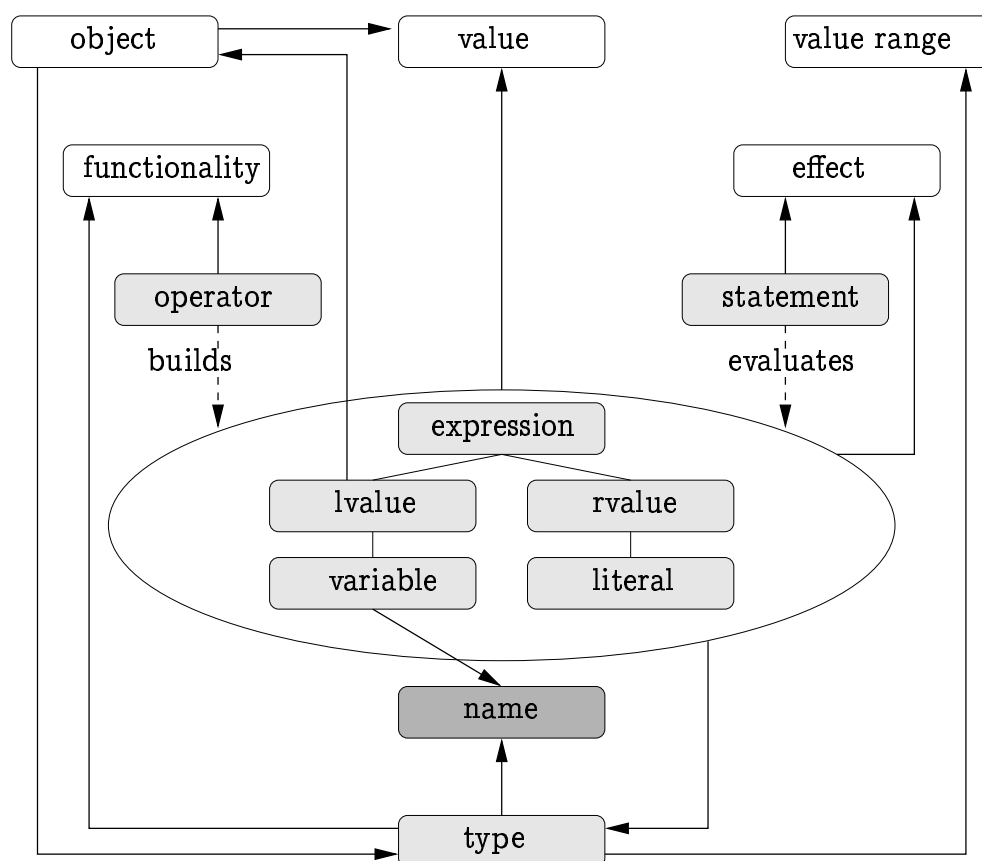 object
value
value range
functionality
effect
operator
statement
builds
evaluates
expression
lvalue
rvalue
variable
literal
name
type